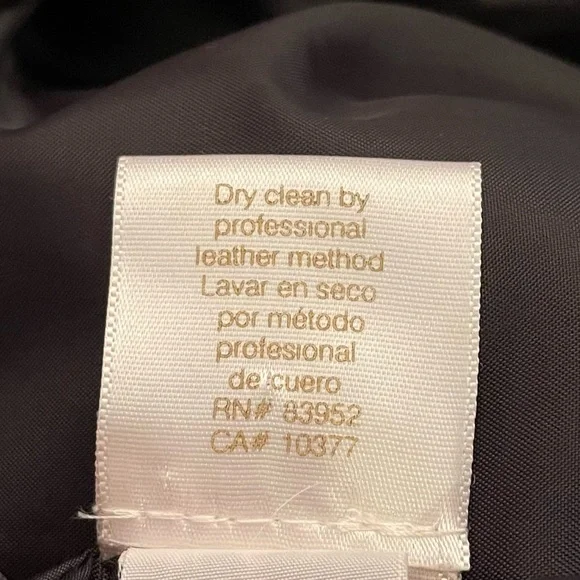 Dry clean by
professional
leather method
Lavar en seco
por método
profesional
de cuero
RN# 83952
CA# 10377